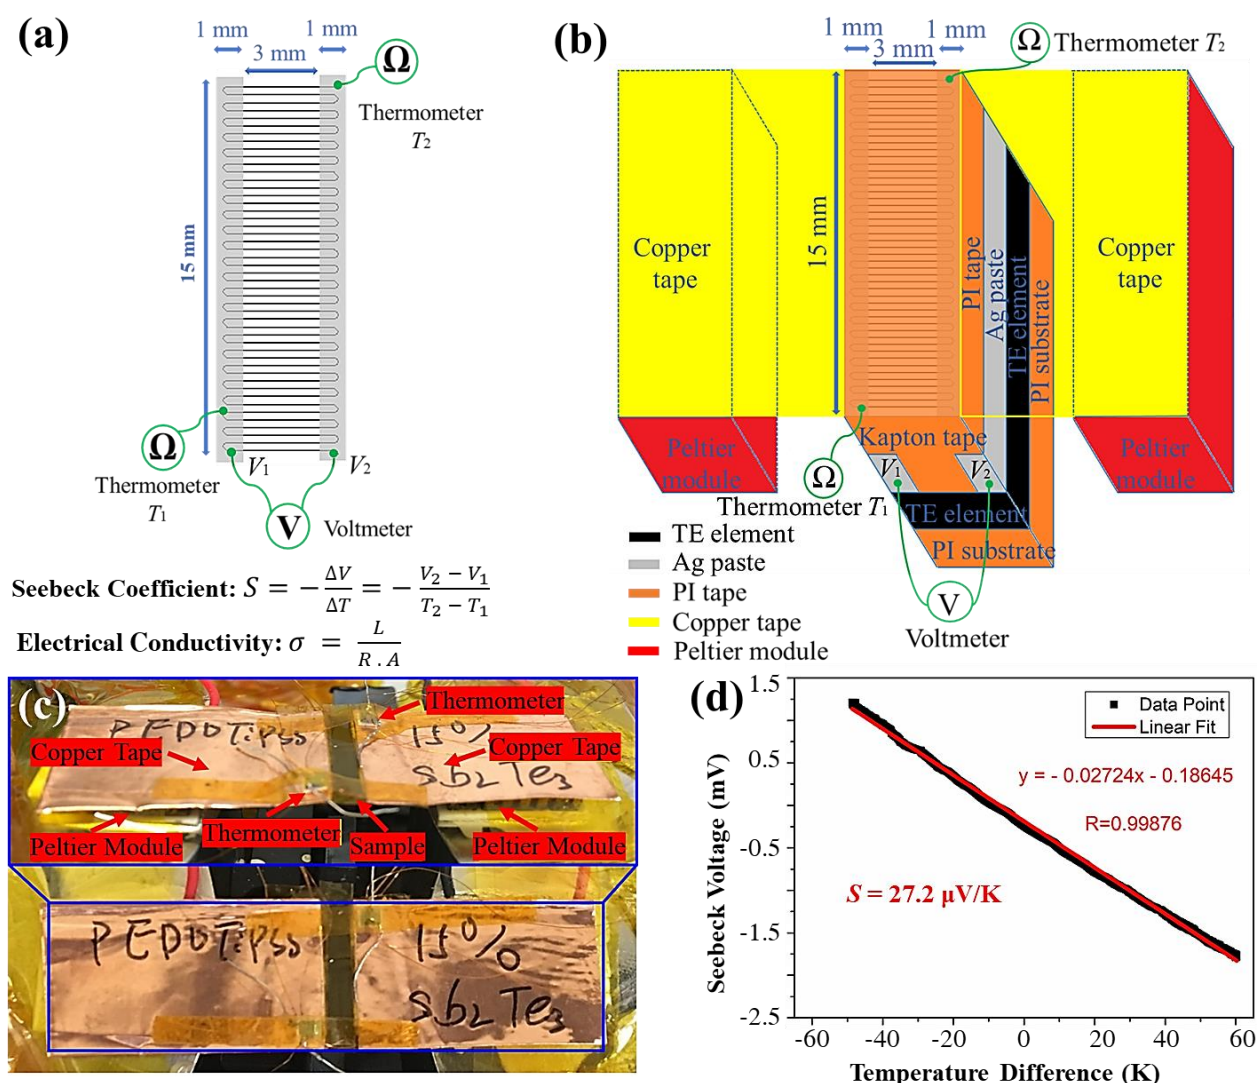 (a)
1 mm 1 mm
3 mm
Ω
Thermometer
T2
15 mm
Ω
Thermometer
T1
V1
V2
V
Voltmeter
Seebeck Coefficient: S = − ΔV/ΔT = − V2 − V1/T2 − T1
Electrical Conductivity: σ = L/R . A
(b)
1 mm 1 mm
3 mm
Ω Thermometer T2
15 mm
Copper
tape
Copper
tape
PI tape
Ag paste
TE element
PI substrate
Peltier
module
Kapton tape
Peltier
module
V1
V2
Ω
Thermometer T1
TE element
PI substrate
V
Voltmeter
TE element
Ag paste
PI tape
Copper tape
Peltier module
(c)
Thermometer
PEDOT:PSS
15%
Sb2Te3
Copper Tape
Copper Tape
Peltier Module
Thermometer
Sample
Peltier Module
PEDOT:PSS
15%
Sb2Te3
(d)
1.5
0.5
-0.5
-1.5
-2.5
Seebeck Voltage (mV)
Data Point
Linear Fit
y = - 0.02724x - 0.18645
R=0.99876
S = 27.2 μV/K
-60 -40 -20 0 20 40 60
Temperature Difference (K)